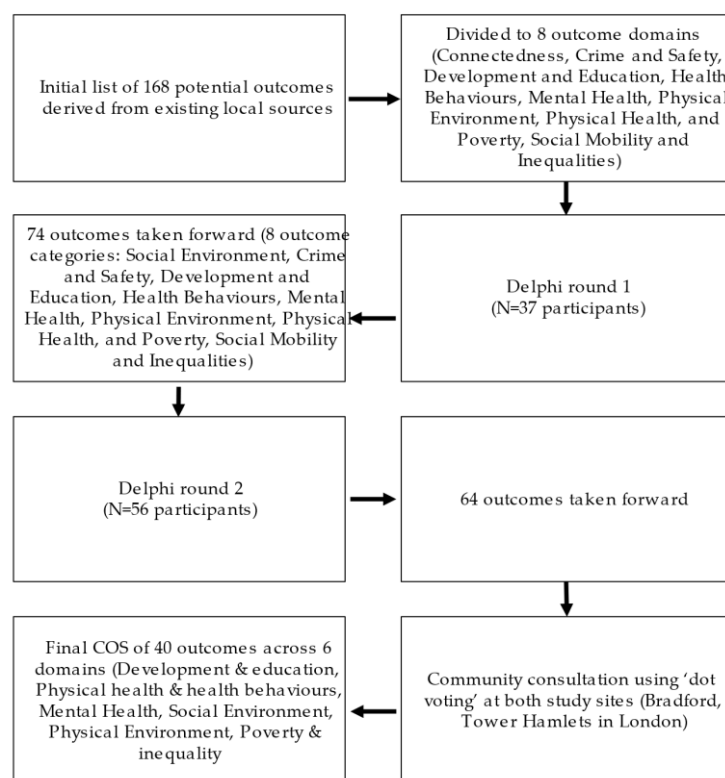 Initial list of 168 potential outcomes
derived from existing local sources
Divided to 8 outcome domains
(Connectedness, Crime and Safety,
Development and Education, Health
Behaviours, Mental Health, Physical
Environment, Physical Health, and
Poverty, Social Mobility and
Inequalities)
74 outcomes taken forward (8 outcome
categories: Social Environment, Crime
and Safety, Development and
Education, Health Behaviours, Mental
Health, Physical Environment, Physical
Health, and Poverty, Social Mobility
and Inequalities)
Delphi round 1
(N=37 participants)
Delphi round 2
(N=56 participants)
64 outcomes taken forward
Final COS of 40 outcomes across 6
domains (Development & education,
Physical health & health behaviours,
Mental Health, Social Environment,
Physical Environment, Poverty &
inequality
Community consultation using ‘dot
voting’ at both study sites (Bradford,
Tower Hamlets in London)